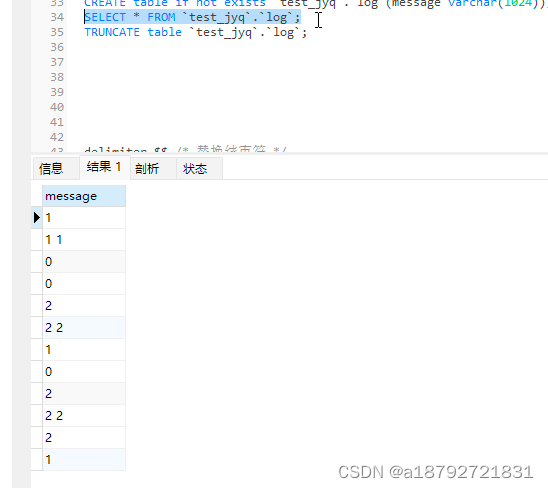 33 CREATE table if not exists `test_jyq`.`log`(message varchar(1024));
34 SELECT * FROM `test_jyq`.`log`;
35 TRUNCATE table `test_jyq`.`log`;
36
37
38
39
40
41
42
43 delimiter $$ /* 替换结束符 */
信息 结果 1 剖析 状态
message
1
1 1
0
0
2
2 2
1
0
2
2 2
2
1
CSDN @a18792721831